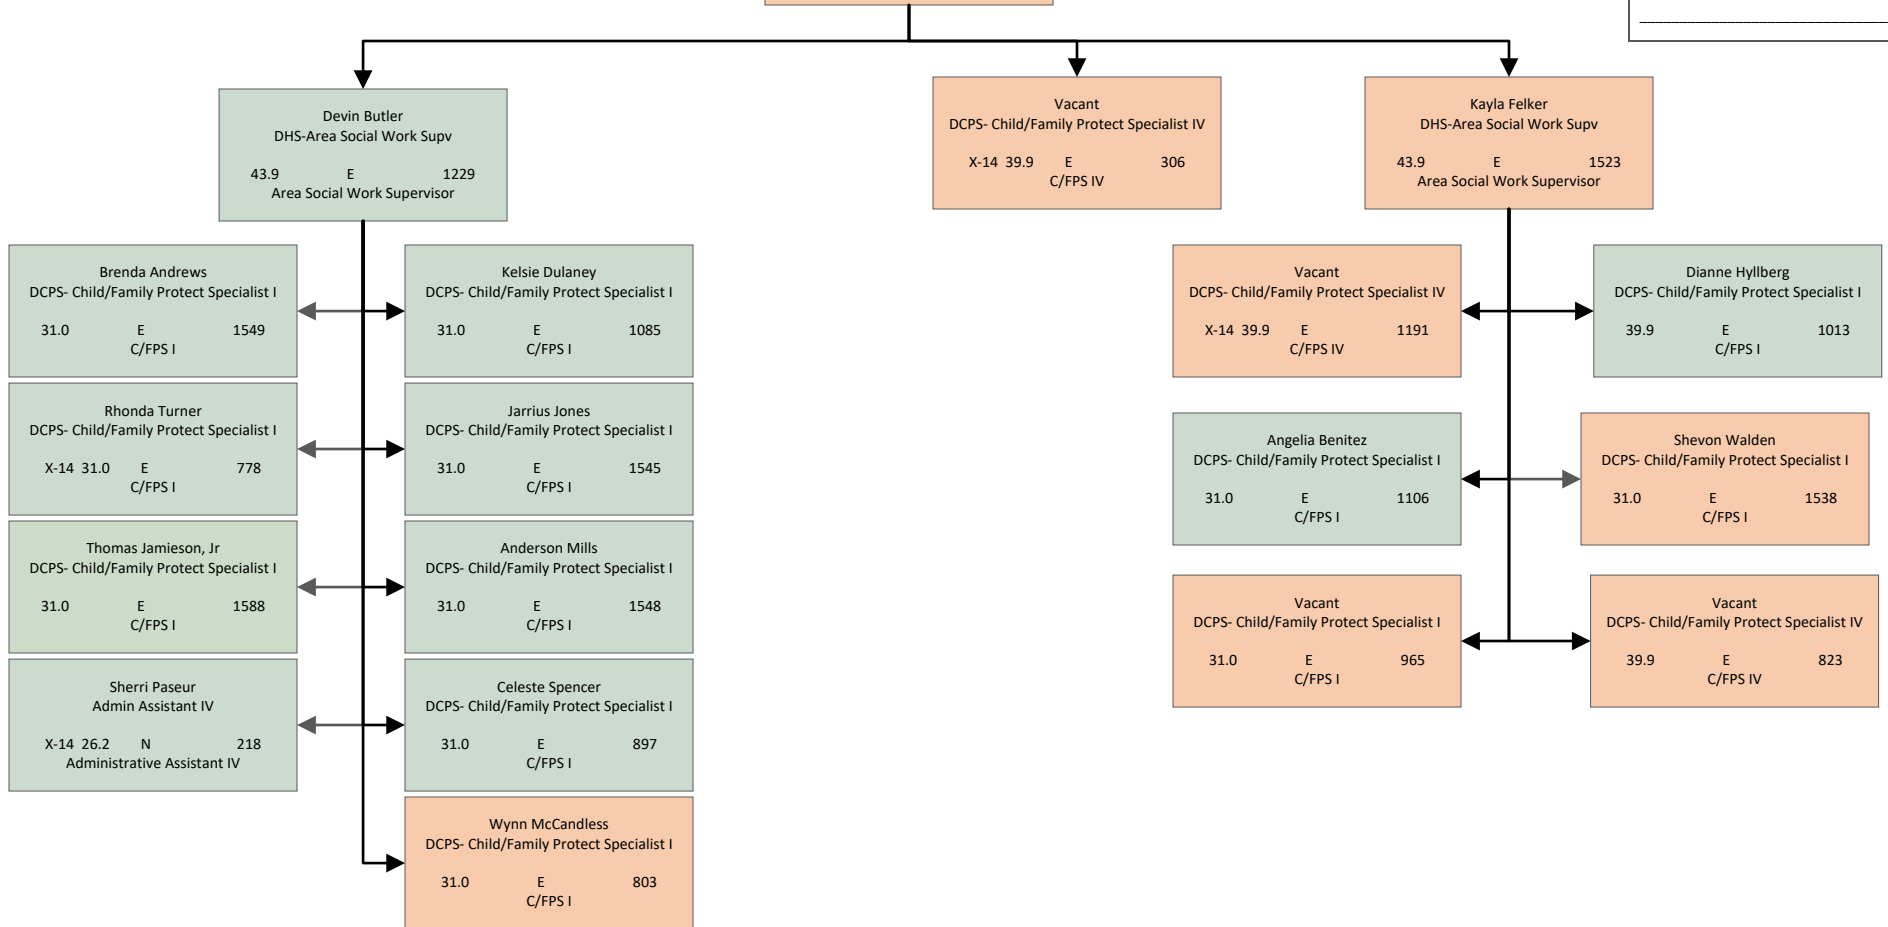 Devin Butler
DHS-Area Social Work Supv
43.9 E 1229
Area Social Work Supervisor
Vacant
DCPS- Child/Family Protect Specialist IV
X-14 39.9 E 306
C/FPS IV
Kayla Felker
DHS-Area Social Work Supv
43.9 E 1523
Area Social Work Supervisor
Brenda Andrews
DCPS- Child/Family Protect Specialist I
31.0 E 1549
C/FPS I
Kelsie Dulaney
DCPS- Child/Family Protect Specialist I
31.0 E 1085
C/FPS I
Vacant
DCPS- Child/Family Protect Specialist IV
X-14 39.9 E 1191
C/FPS IV
Dianne Hyllberg
DCPS- Child/Family Protect Specialist I
39.9 E 1013
C/FPS I
Rhonda Turner
DCPS- Child/Family Protect Specialist I
X-14 31.0 E 778
C/FPS I
Jarrius Jones
DCPS- Child/Family Protect Specialist I
31.0 E 1545
C/FPS I
Angelia Benitez
DCPS- Child/Family Protect Specialist I
31.0 E 1106
C/FPS I
Shevon Walden
DCPS- Child/Family Protect Specialist I
31.0 E 1538
C/FPS I
Thomas Jamieson, Jr
DCPS- Child/Family Protect Specialist I
31.0 E 1588
C/FPS I
Anderson Mills
DCPS- Child/Family Protect Specialist I
31.0 E 1548
C/FPS I
Vacant
DCPS- Child/Family Protect Specialist I
31.0 E 965
C/FPS I
Vacant
DCPS- Child/Family Protect Specialist IV
39.9 E 823
C/FPS IV
Sherri Paseur
Admin Assistant IV
X-14 26.2 N 218
Administrative Assistant IV
Celeste Spencer
DCPS- Child/Family Protect Specialist I
31.0 E 897
C/FPS I
Wynn McCandless
DCPS- Child/Family Protect Specialist I
31.0 E 803
C/FPS I